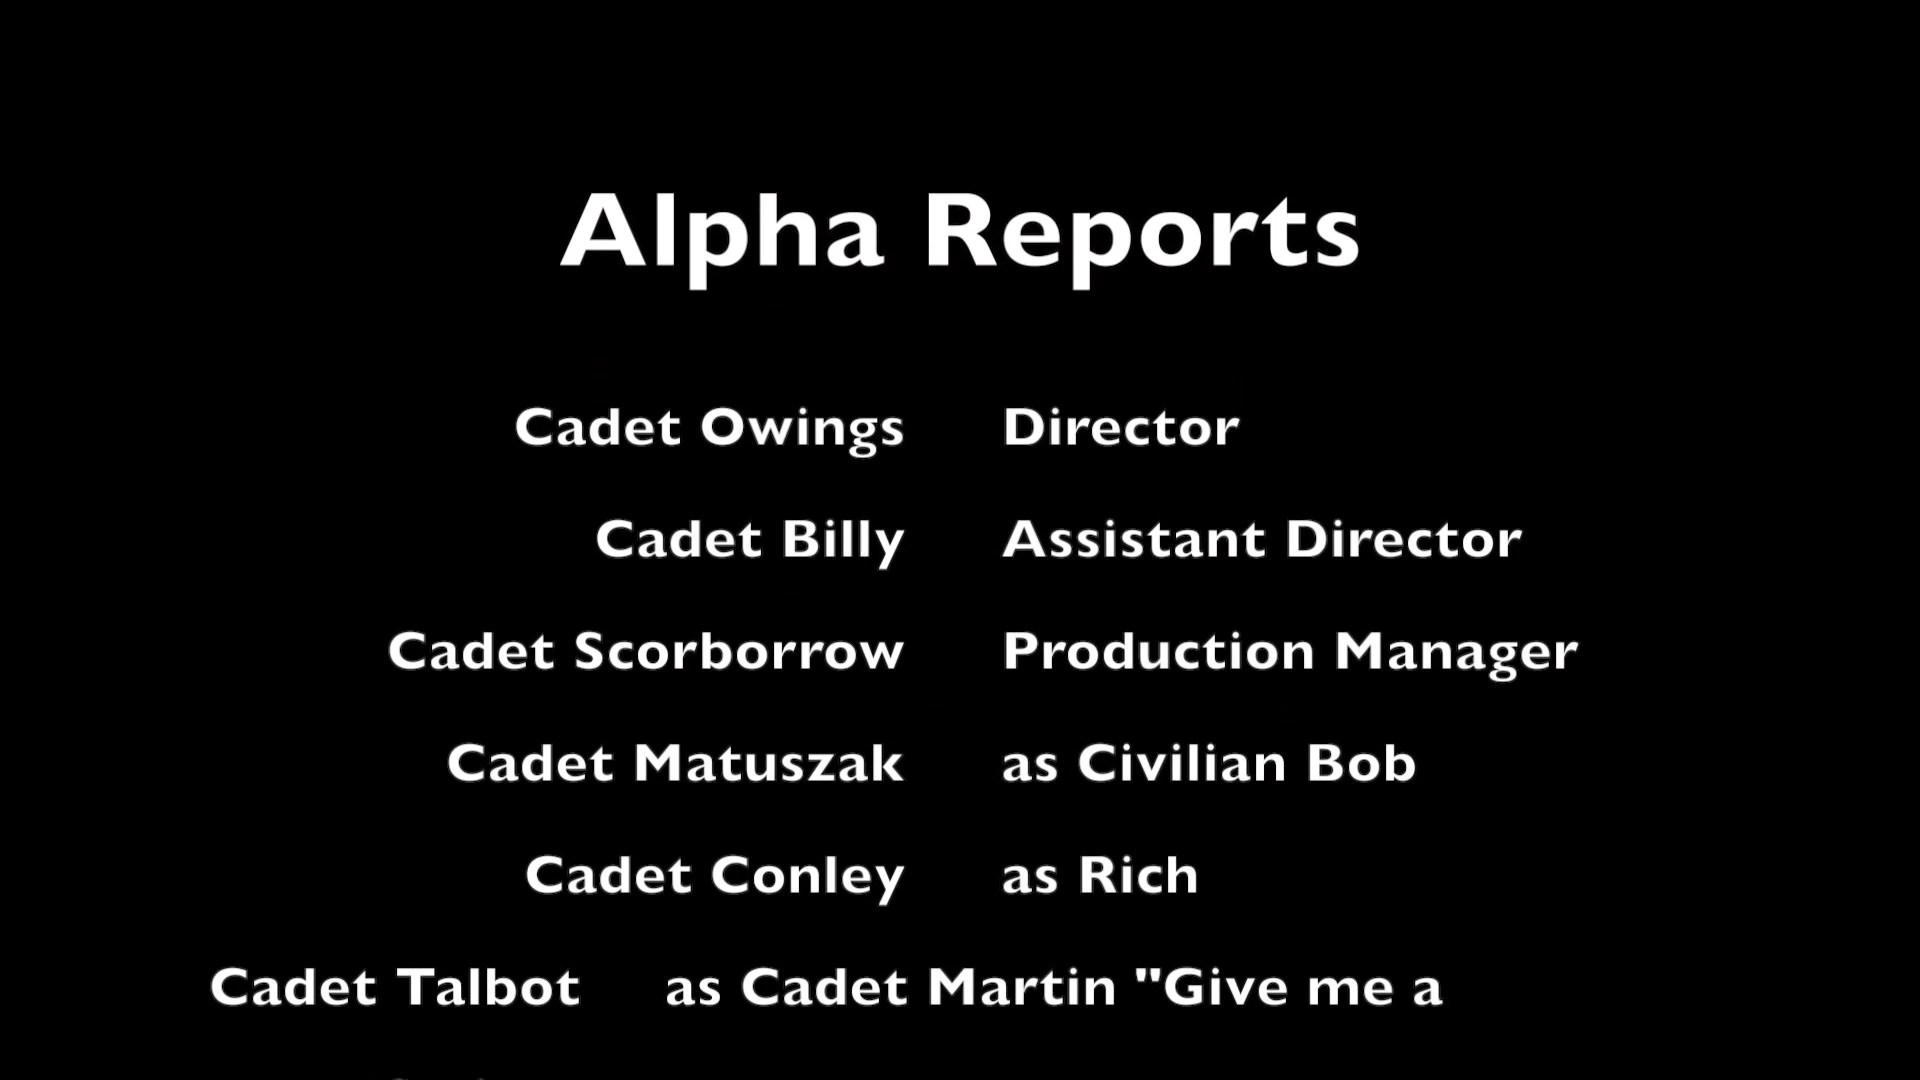 Alpha Reports
Cadet Owings Director
Cadet Billy Assistant Director
Cadet Scorborrow Production Manager
Cadet Matuszak as Civilian Bob
Cadet Conley as Rich
Cadet Talbot as Cadet Martin "Give me a